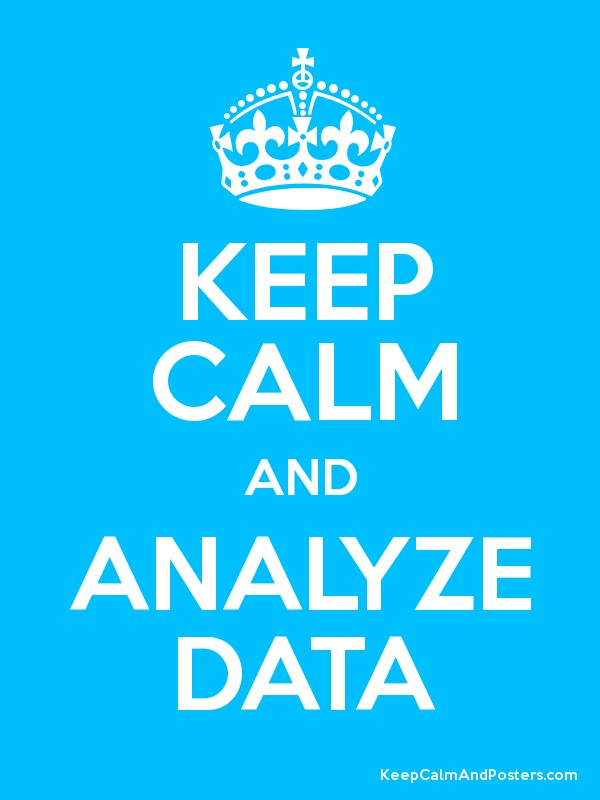 KEEP
CALM
AND
ANALYZE
DATA
KeepCalmAndPosters.com